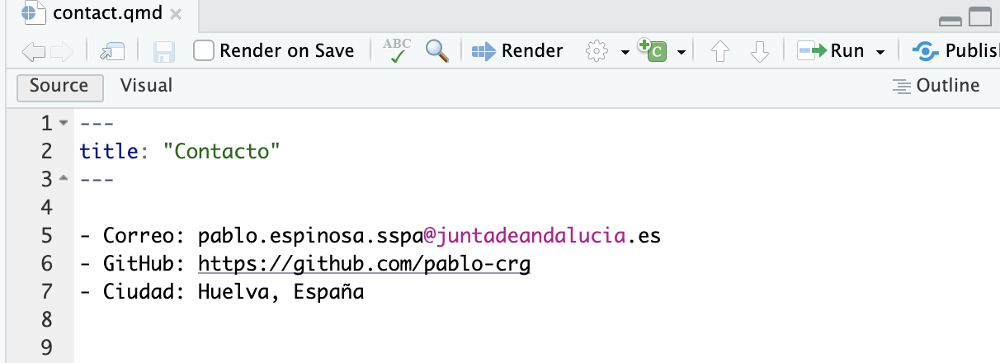 contact.qmd
Render on Save ABC Render C Run Publis
Source Visual Outline
1 ---
2 title: "Contacto"
3 ---
4
5 - Correo: pablo.espinosa.sspa@juntadeandalucia.es
6 - GitHub: https://github.com/pablo-crg
7 - Ciudad: Huelva, España
8
9